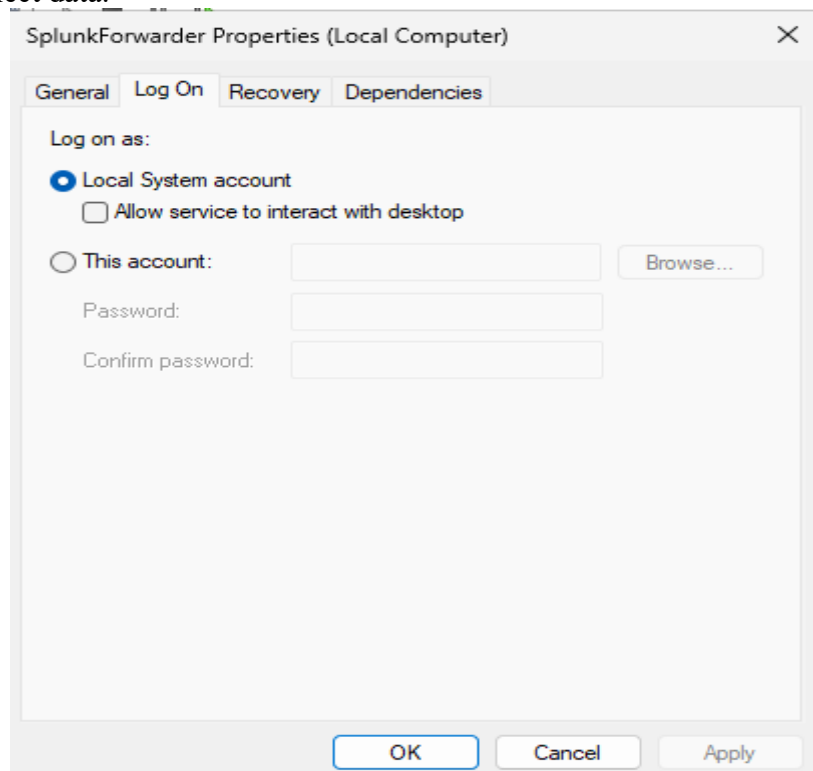 SplunkForwarder Properties (Local Computer)
General Log On Recovery Dependencies
Log on as:
Local System account
Allow service to interact with desktop
This account: Browse...
Password:
Confirm password:
OK Cancel Apply